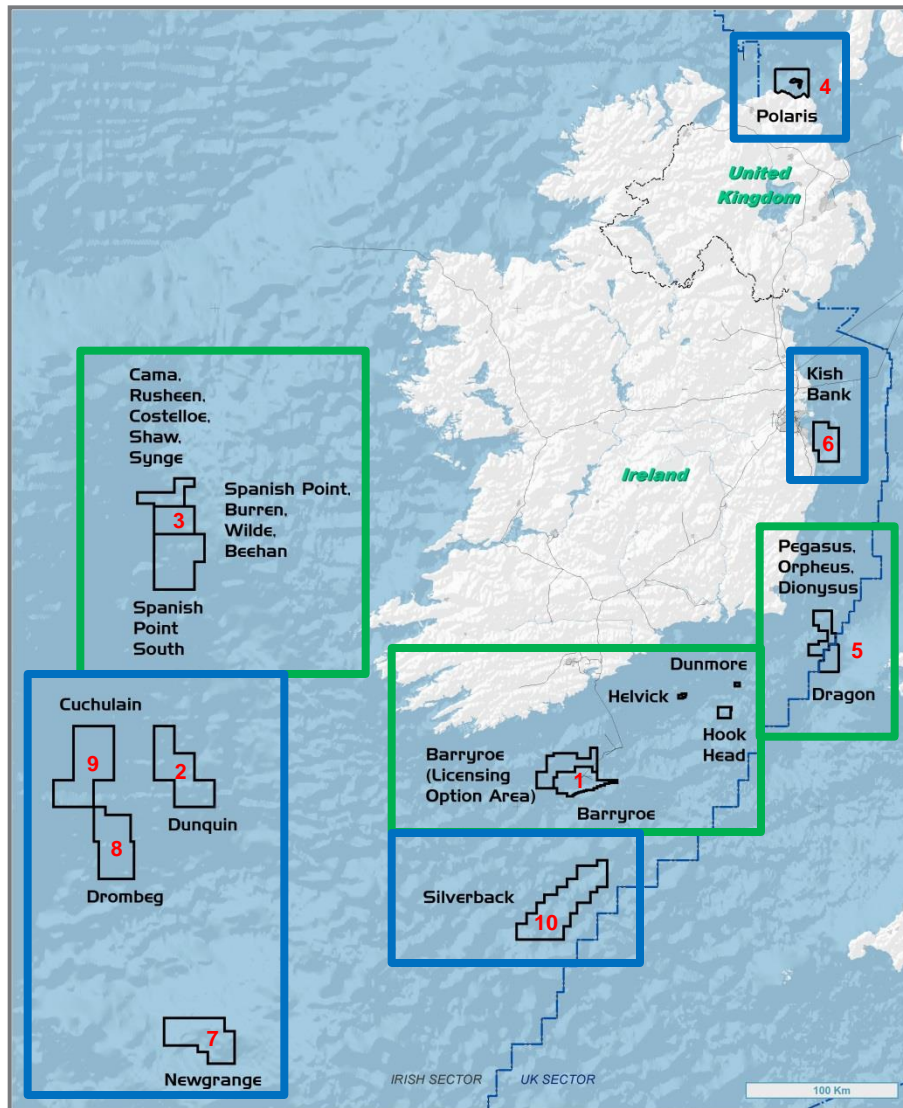 4
Polaris
United
Kingdom
Kish
Bank
6
Ireland
Cama,
Rusheen,
Costelloe,
Shaw,
Synge
3
Spanish Point,
Burren,
Wilde,
Beehan
Spanish
Point
South
Pegasus,
Orpheus,
Dionysus
5
Dragon
Dunmore
Helvick
Hook
Head
Barryroe
(Licensing
Option Area)
1
Barryroe
Cuchulain
9
2
Dunquin
8
Drombeg
Silverback
10
7
Newgrange
IRISH SECTOR
UK SECTOR
100 Km